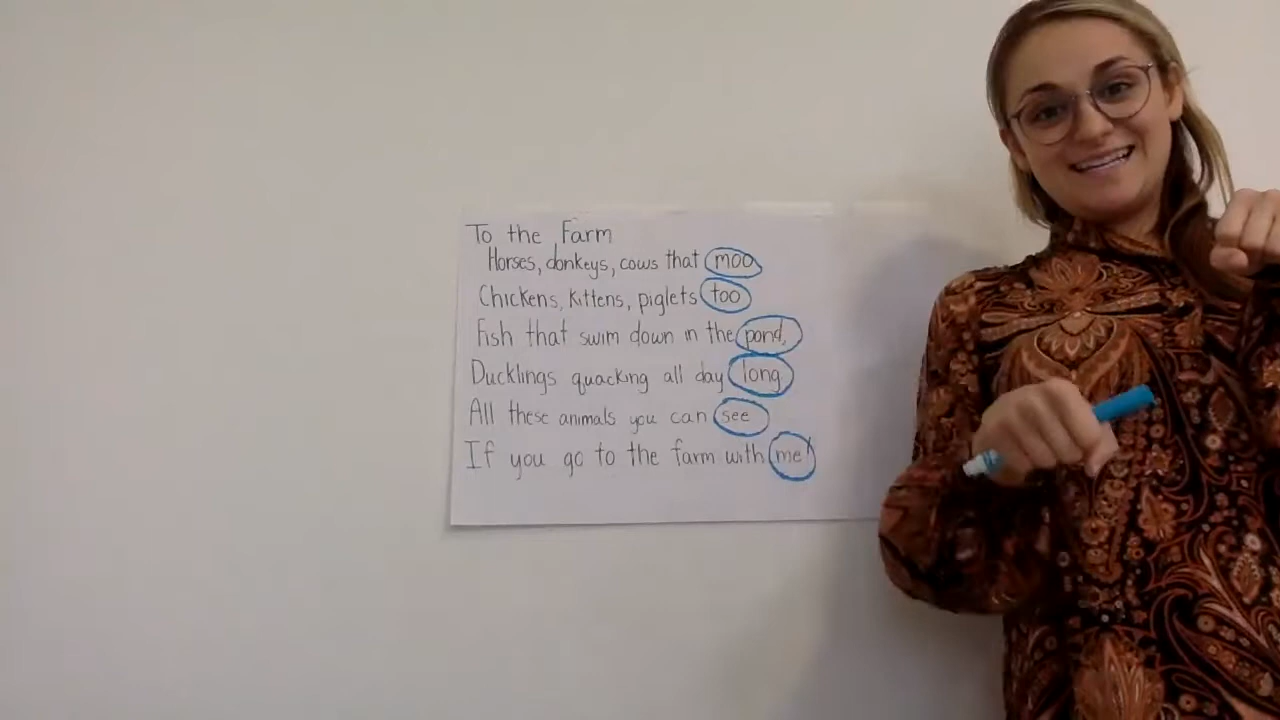 To the Farm
Horses, donkeys, cows that moo,
Chickens, kittens, piglets too
Fish that swim down in the pond,
Ducklings quacking all day long.
All these animals you can see
If you go to the farm with me!